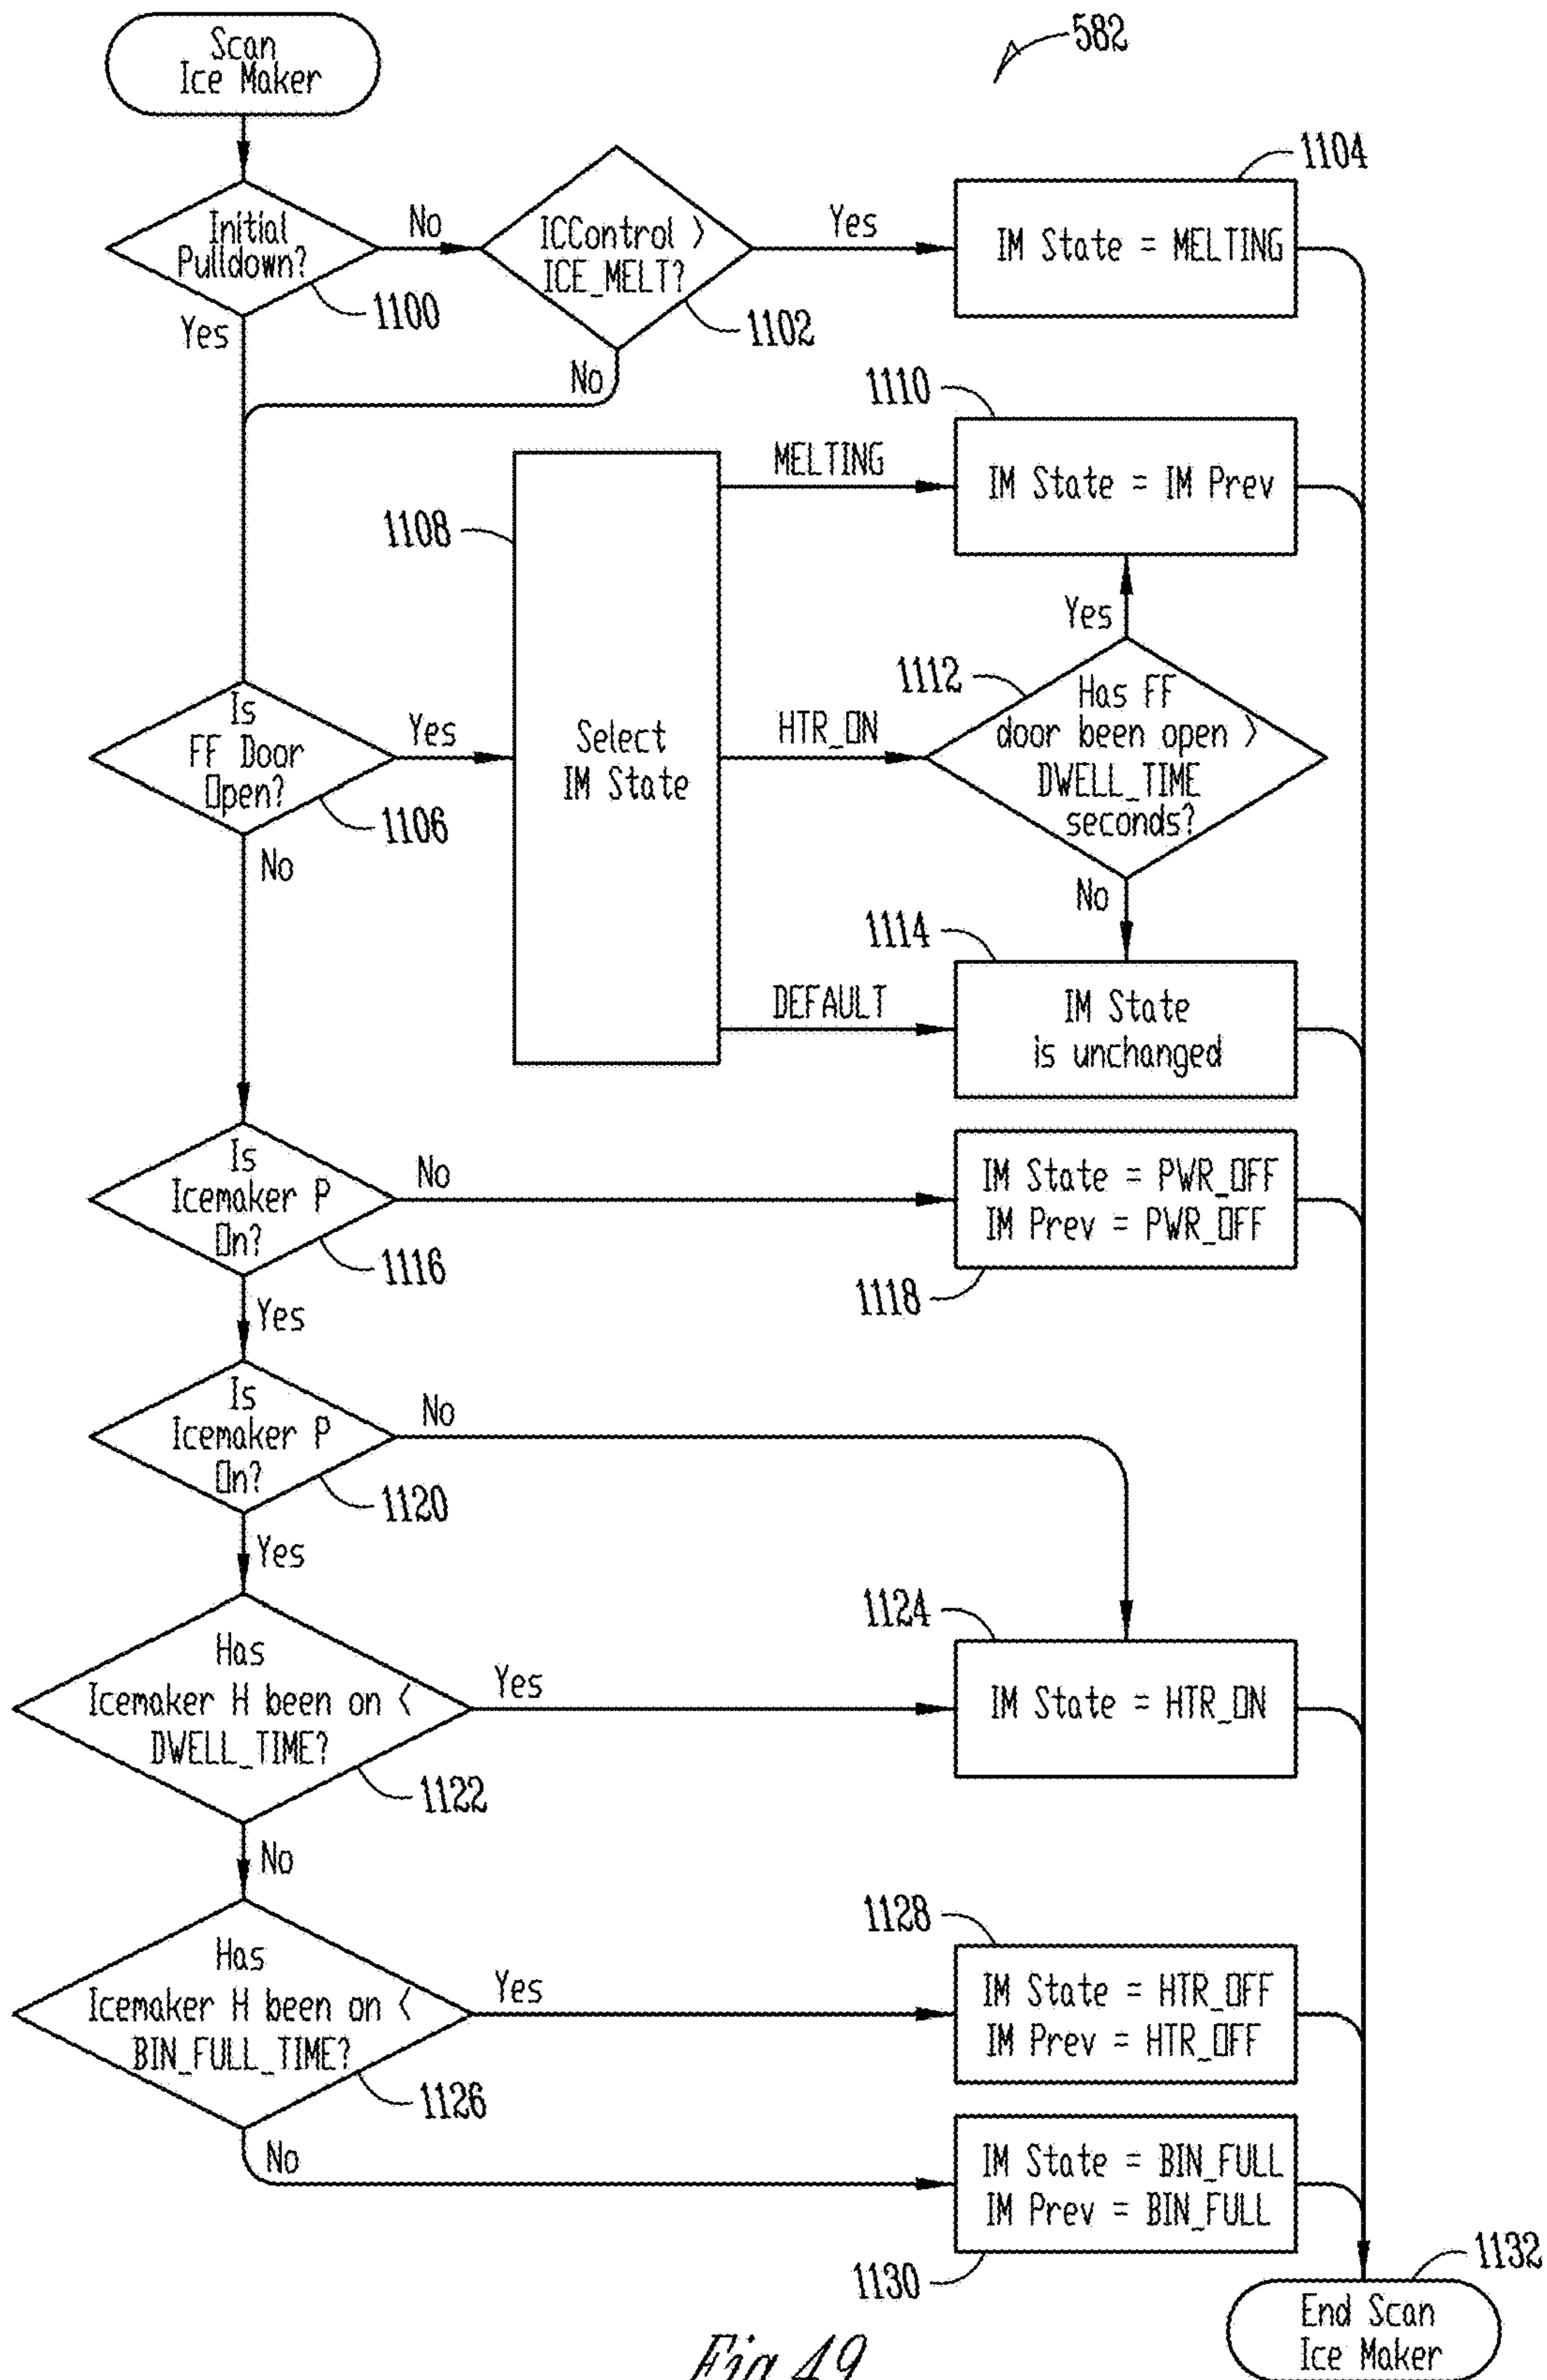 Scan
Ice Maker
582
Initial
Pulldown?
1100
No
Yes
ICControl >
ICE_MELT?
1102
Yes
No
1104
IM State = MELTING
1110
IM State = IM Prev
1108
Select
IM State
MELTING
HTR_ON
DEFAULT
Yes
1112
Has FF
door been open >
DWELL_TIME
seconds?
No
Is
FF Door
Open?
1106
Yes
No
1114
IM State
is unchanged
Is
Icemaker P
On?
1116
No
Yes
IM State = PWR_OFF
IM Prev = PWR_OFF
1118
Is
Icemaker P
On?
1120
No
Yes
Has
Icemaker H been on <
DWELL_TIME?
1122
Yes
No
1124
IM State = HTR_ON
Has
Icemaker H been on <
BIN_FULL_TIME?
1126
Yes
No
1128
IM State = HTR_OFF
IM Prev = HTR_OFF
IM State = BIN_FULL
IM Prev = BIN_FULL
1130
1132
End Scan
Ice Maker
Fig. 49